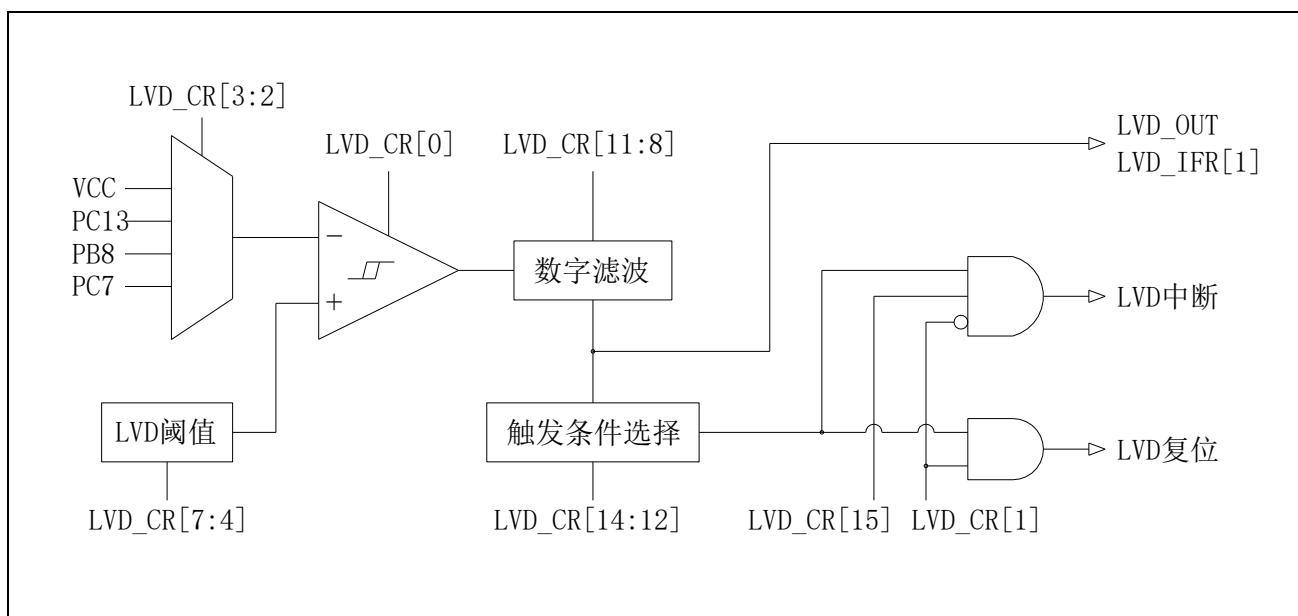 LVD_CR[3:2]
LVD_CR[0]
LVD_CR[11:8]
LVD_OUT
LVD_IFR[1]
VCC
PC13
PB8
PC7
−
+
数字滤波
LVD中断
LVD阈值
触发条件选择
LVD复位
LVD_CR[7:4]
LVD_CR[14:12]
LVD_CR[15]
LVD_CR[1]